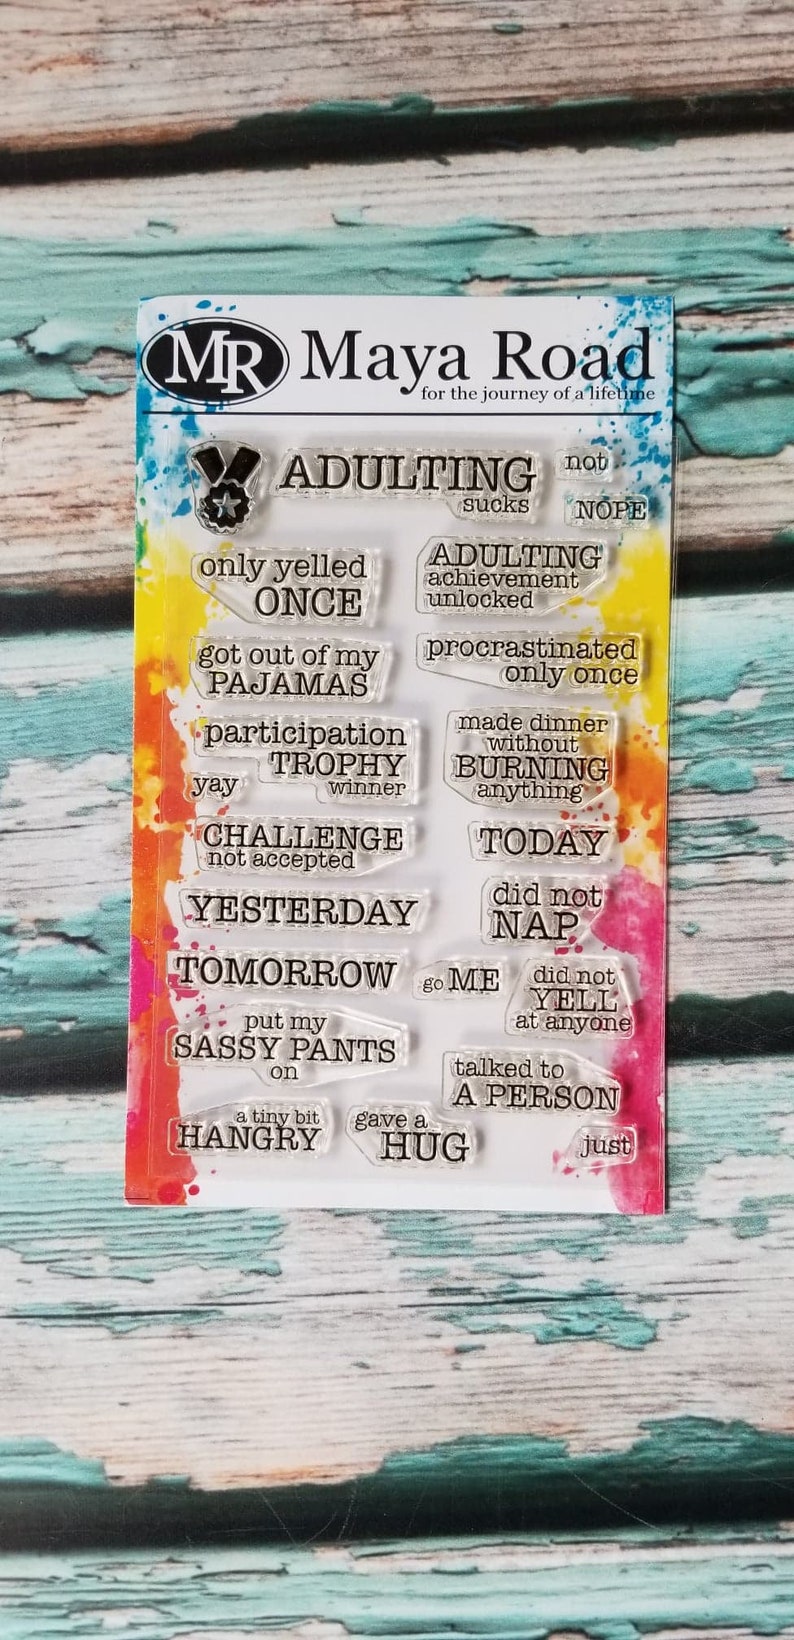 MR Maya Road
for the journey of a lifetime
ADULTING
sucks
not
NOPE
only yelled
ONCE
ADULTING
achievement
unlocked
got out of my
PAJAMAS
procrastinated
only once
participation
TROPHY
winner
yay
made dinner
without
BURNING
anything
CHALLENGE
not accepted
TODAY
YESTERDAY
did not
NAP
TOMORROW
go ME
did not
YELL
at anyone
put my
SASSY PANTS
on
talked to
A PERSON
a tiny bit
HANGRY
gave a
HUG
just